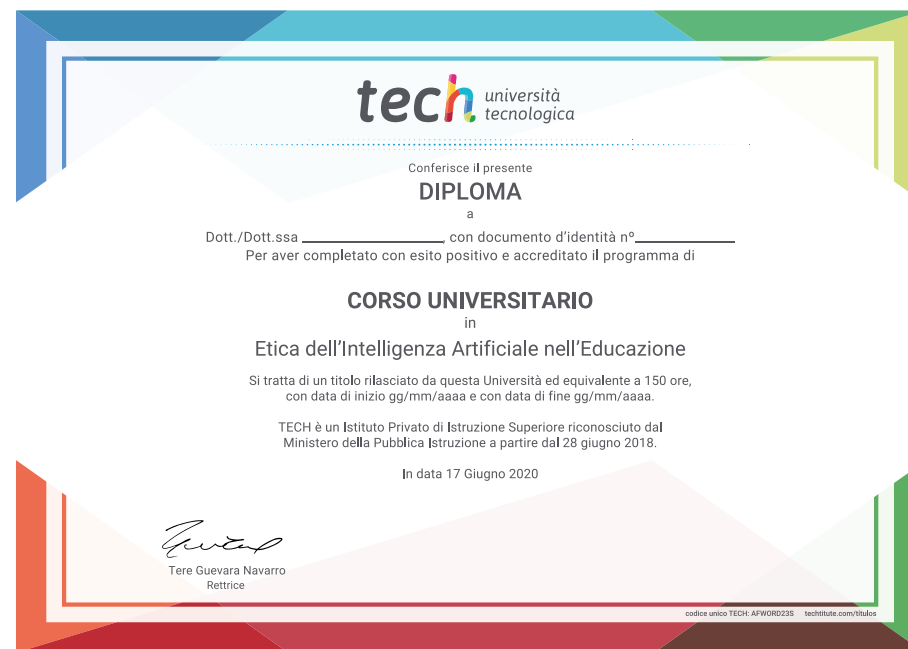 tech università
tecnologica
Conferisce il presente
DIPLOMA
a
Dott./Dott.ssa ________________, con documento d'identità nº____________
Per aver completato con esito positivo e accreditato il programma di
CORSO UNIVERSITARIO
in
Etica dell'Intelligenza Artificiale nell'Educazione
Si tratta di un titolo rilasciato da questa Università ed equivalente a 150 ore,
con data di inizio gg/mm/aaaa e con data di fine gg/mm/aaaa.
TECH è un Istituto Privato di Istruzione Superiore riconosciuto dal
Ministero della Pubblica Istruzione a partire dal 28 giugno 2018.
In data 17 Giugno 2020
Tere Guevara Navarro
Rettrice
codice unico TECH: AFWORD23S techtitute.com/titulos